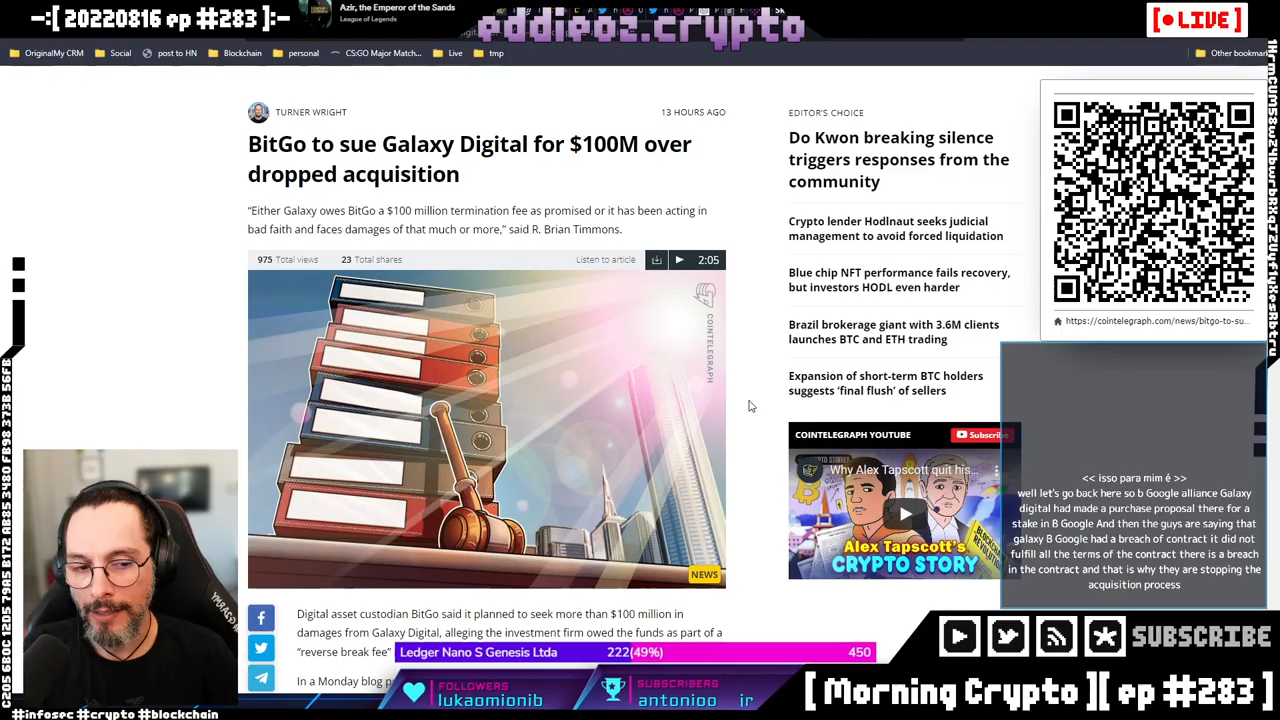 -:[ 20220816 ep #283 ]:-
Azir, the Emperor of the Sands
League of Legends
eddieoz.crypto
[ LIVE ]
OriginalMy CRM
Social
post to HN
Blockchain
personal
CS:GO Major Match...
Live
tmp
Other bookmar
TURNER WRIGHT
13 HOURS AGO
BitGo to sue Galaxy Digital for $100M over
dropped acquisition
“Either Galaxy owes BitGo a $100 million termination fee as promised or it has been acting in
bad faith and faces damages of that much or more,” said R. Brian Timmons.
975 Total views
23 Total shares
Listen to article
2:05
COINTELEGRAPH
NEWS
Digital asset custodian BitGo said it planned to seek more than $100 million in
damages from Galaxy Digital, alleging the investment firm owed the funds as part of a
“reverse break fee”
In a Monday blog p
EDITOR’S CHOICE
Do Kwon breaking silence
triggers responses from the
community
Crypto lender Hodlnaut seeks judicial
management to avoid forced liquidation
Blue chip NFT performance fails recovery,
but investors HODL even harder
Brazil brokerage giant with 3.6M clients
launches BTC and ETH trading
Expansion of short-term BTC holders
suggests ‘final flush’ of sellers
COINTELEGRAPH YOUTUBE
Subscribe
Why Alex Tapscott quit his...
Alex Tapscott's
CRYPTO STORY
https://cointelegraph.com/news/bitgo-to-su...
<< isso para mim é >>
well let's go back here so b Google alliance Galaxy
digital had made a purchase proposal there for a
stake in B Google And then the guys are saying that
galaxy B Google had a breach of contract it did not
fulfill all the terms of the contract there is a breach
in the contract and that is why they are stopping the
acquisition process
Ledger Nano S Genesis Ltda
222(49%)
450
FOLLOWERS
lukaomionib
SUBSCRIBERS
antonioo
jr
SUBSCRIBE
[ Morning Crypto ][ ep #283 ]
#infosec #crypto #blockchain